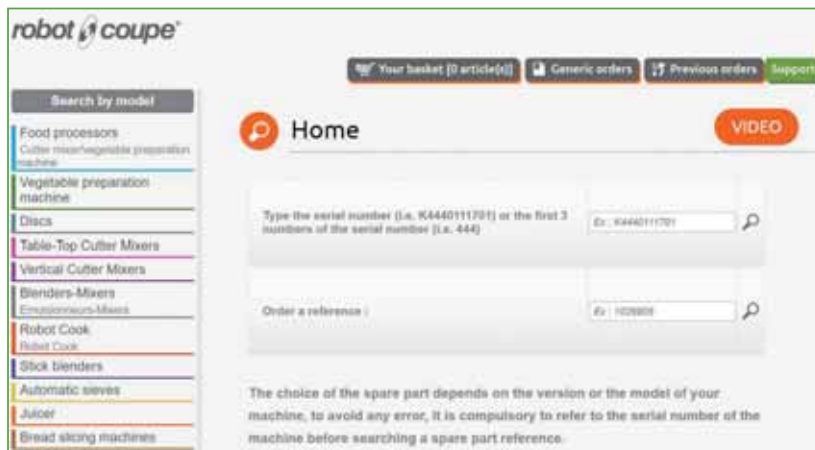 robot coupe®
Your basket [0 article(s)]
Generic orders
Previous orders
Support
Search by model
Food processors
Cutter mixer/vegetable preparation
machine
Vegetable preparation
machine
Discs
Table-Top Cutter Mixers
Vertical Cutter Mixers
Blenders-Mixers
Emulsionneurs-Mixers
Robot Cook
Robot Cook
Stick blenders
Automatic sieves
Juicer
Bread slicing machines
Home
VIDEO
Type the serial number (i.e. K4440111701) or the first 3
numbers of the serial number (i.e. 444)
Ex : K4440111701
Order a reference :
Ex :
The choice of the spare part depends on the version or the model of your
machine, to avoid any error, it is compulsory to refer to the serial number of the
machine before searching a spare part reference.